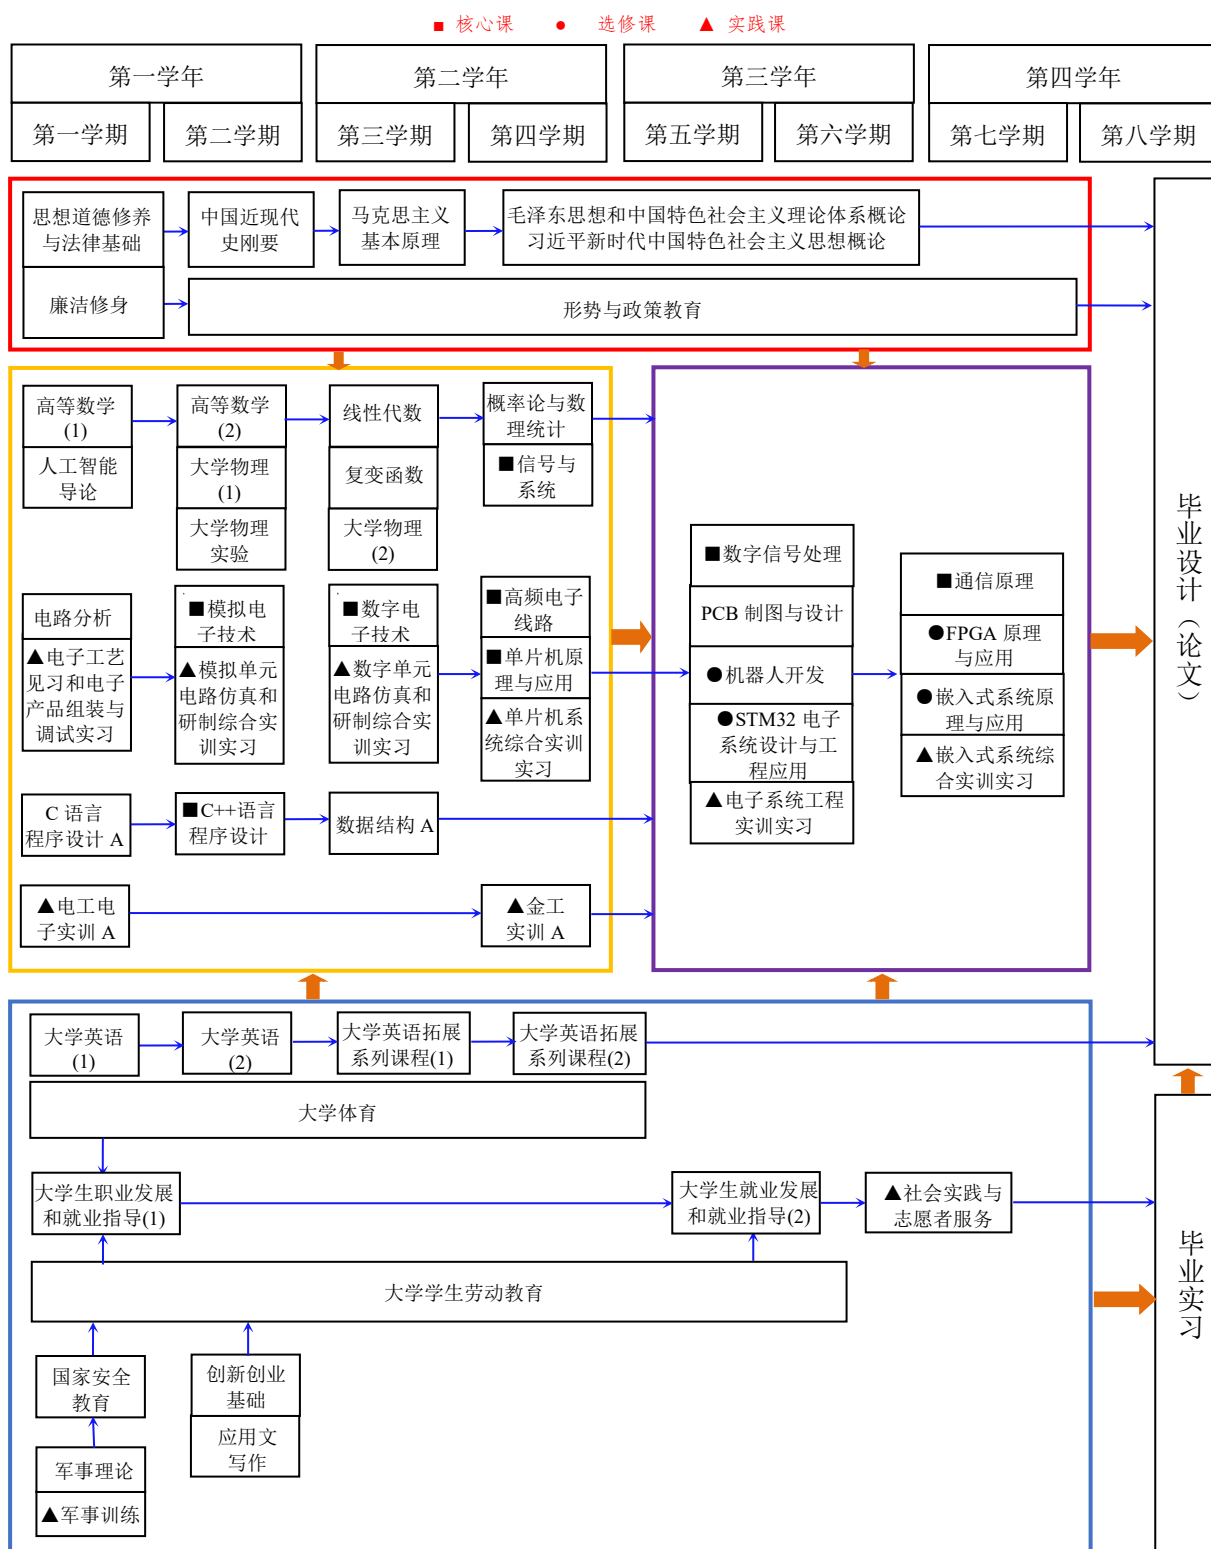 ■ 核心课 ● 选修课 ▲ 实践课
第一学年 第二学年 第三学年 第四学年
第一学期 第二学期 第三学期 第四学期 第五学期 第六学期 第七学期 第八学期
思想道德修养
与法律基础
中国近现代
史刚要
马克思主义
基本原理
毛泽东思想和中国特色社会主义理论体系概论
习近平新时代中国特色社会主义思想概论
廉洁修身
形势与政策教育
高等数学
(1)
高等数学
(2)
线性代数
概率论与数
理统计
人工智能
导论
大学物理
(1)
复变函数
■信号与
系统
大学物理
实验
大学物理
(2)
电路分析
■模拟电
子技术
■数字电
子技术
■高频电子
线路
▲电子工艺
见习和电子
产品组装与
调试实习
▲模拟单元
电路仿真和
研制综合实
训实习
▲数字单元
电路仿真和
研制综合实
训实习
■单片机原
理与应用
▲单片机系
统综合实训
实习
C 语言
程序设计 A
■C++语言
程序设计
数据结构 A
▲电工电
子实训 A
▲金工
实训 A
■数字信号处理
PCB 制图与设计
●机器人开发
●STM32 电子
系统设计与工
程应用
▲电子系统工程
实训实习
■通信原理
●FPGA 原理
与应用
●嵌入式系统原
理与应用
▲嵌入式系统综
合实训实习
毕业设计（论文）
大学英语
(1)
大学英语
(2)
大学英语拓展
系列课程(1)
大学英语拓展
系列课程(2)
大学体育
大学生职业发展
和就业指导(1)
大学生就业发展
和就业指导(2)
▲社会实践与
志愿者服务
大学学生劳动教育
国家安全
教育
创新创业
基础
应用文
写作
军事理论
▲军事训练
毕业实习